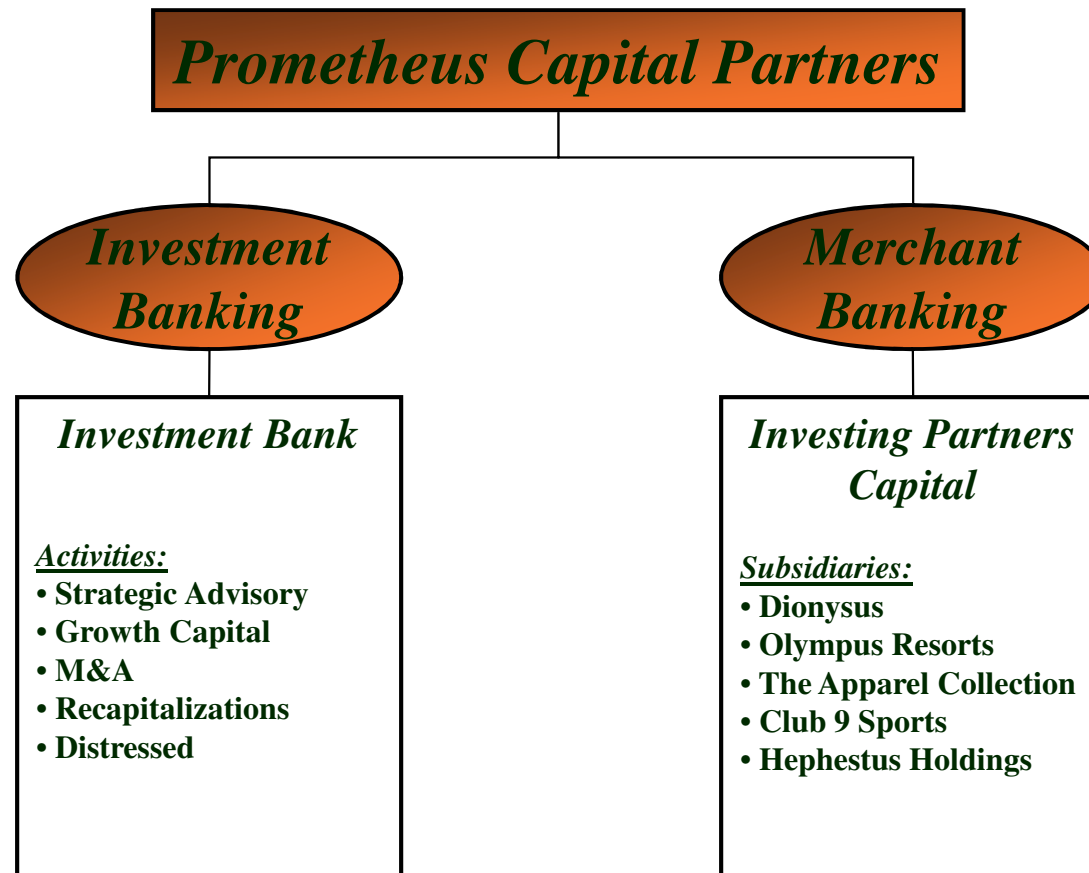 Prometheus Capital Partners
Investment
Banking
Merchant
Banking
Investment Bank
Activities:
• Strategic Advisory
• Growth Capital
• M&A
• Recapitalizations
• Distressed
Investing Partners
Capital
Subsidiaries:
• Dionysus
• Olympus Resorts
• The Apparel Collection
• Club 9 Sports
• Hephestus Holdings